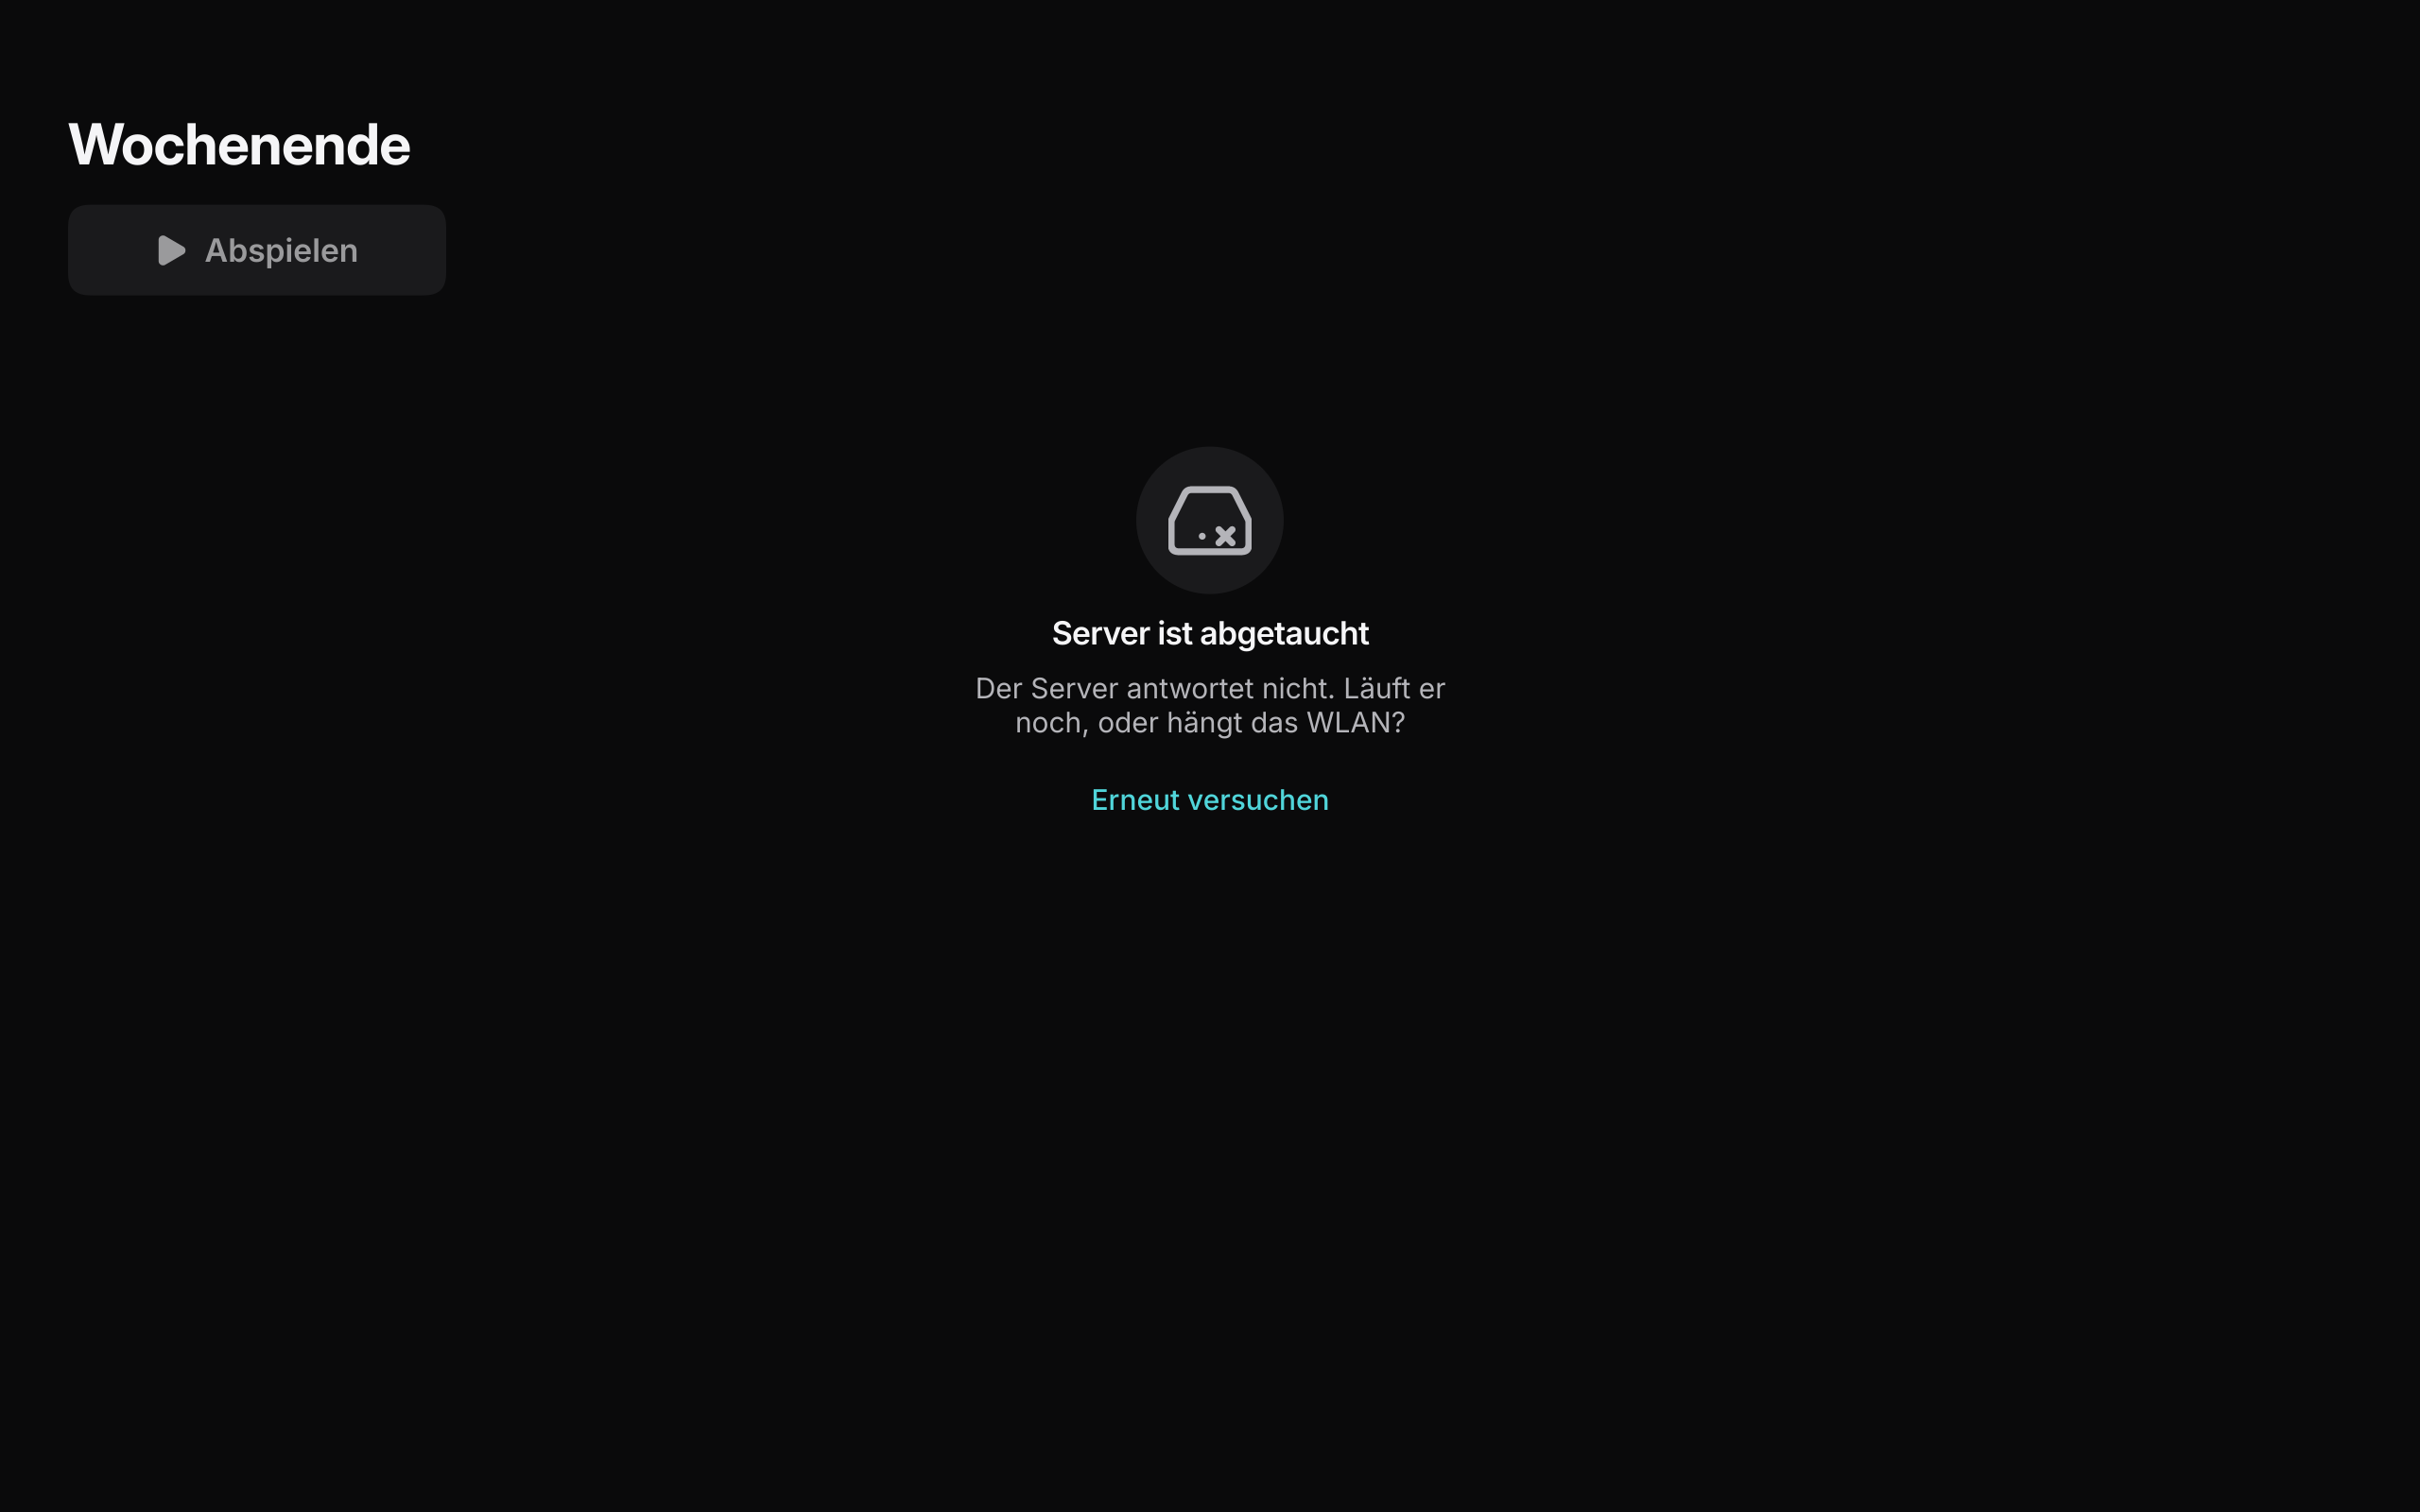 Wochenende
Abspielen
Server ist abgetaucht
Der Server antwortet nicht. Läuft er
noch, oder hängt das WLAN?
Erneut versuchen